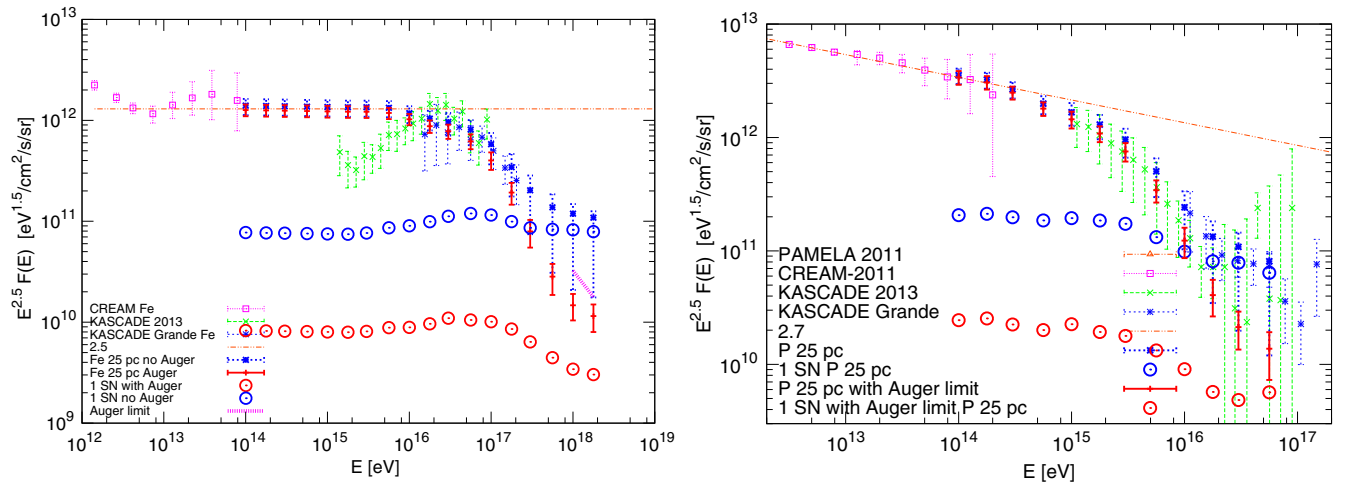 E^2.5 F(E) [eV^1.5/cm^2/s/sr]
10^13
10^12
10^11
10^10
10^9
CREAM Fe
KASCADE 2013
KASCADE Grande Fe
2.5
Fe 25 pc no Auger
Fe 25 pc Auger
1 SN with Auger
1 SN no Auger
Auger limit
10^12 10^13 10^14 10^15 10^16 10^17 10^18 10^19
E [eV]
E^2.5 F(E) [eV^1.5/cm^2/s/sr]
10^13
10^12
10^11
10^10
PAMELA 2011
CREAM-2011
KASCADE 2013
KASCADE Grande
2.7
P 25 pc
1 SN P 25 pc
P 25 pc with Auger limit
1 SN with Auger limit P 25 pc
10^13 10^14 10^15 10^16 10^17
E [eV]